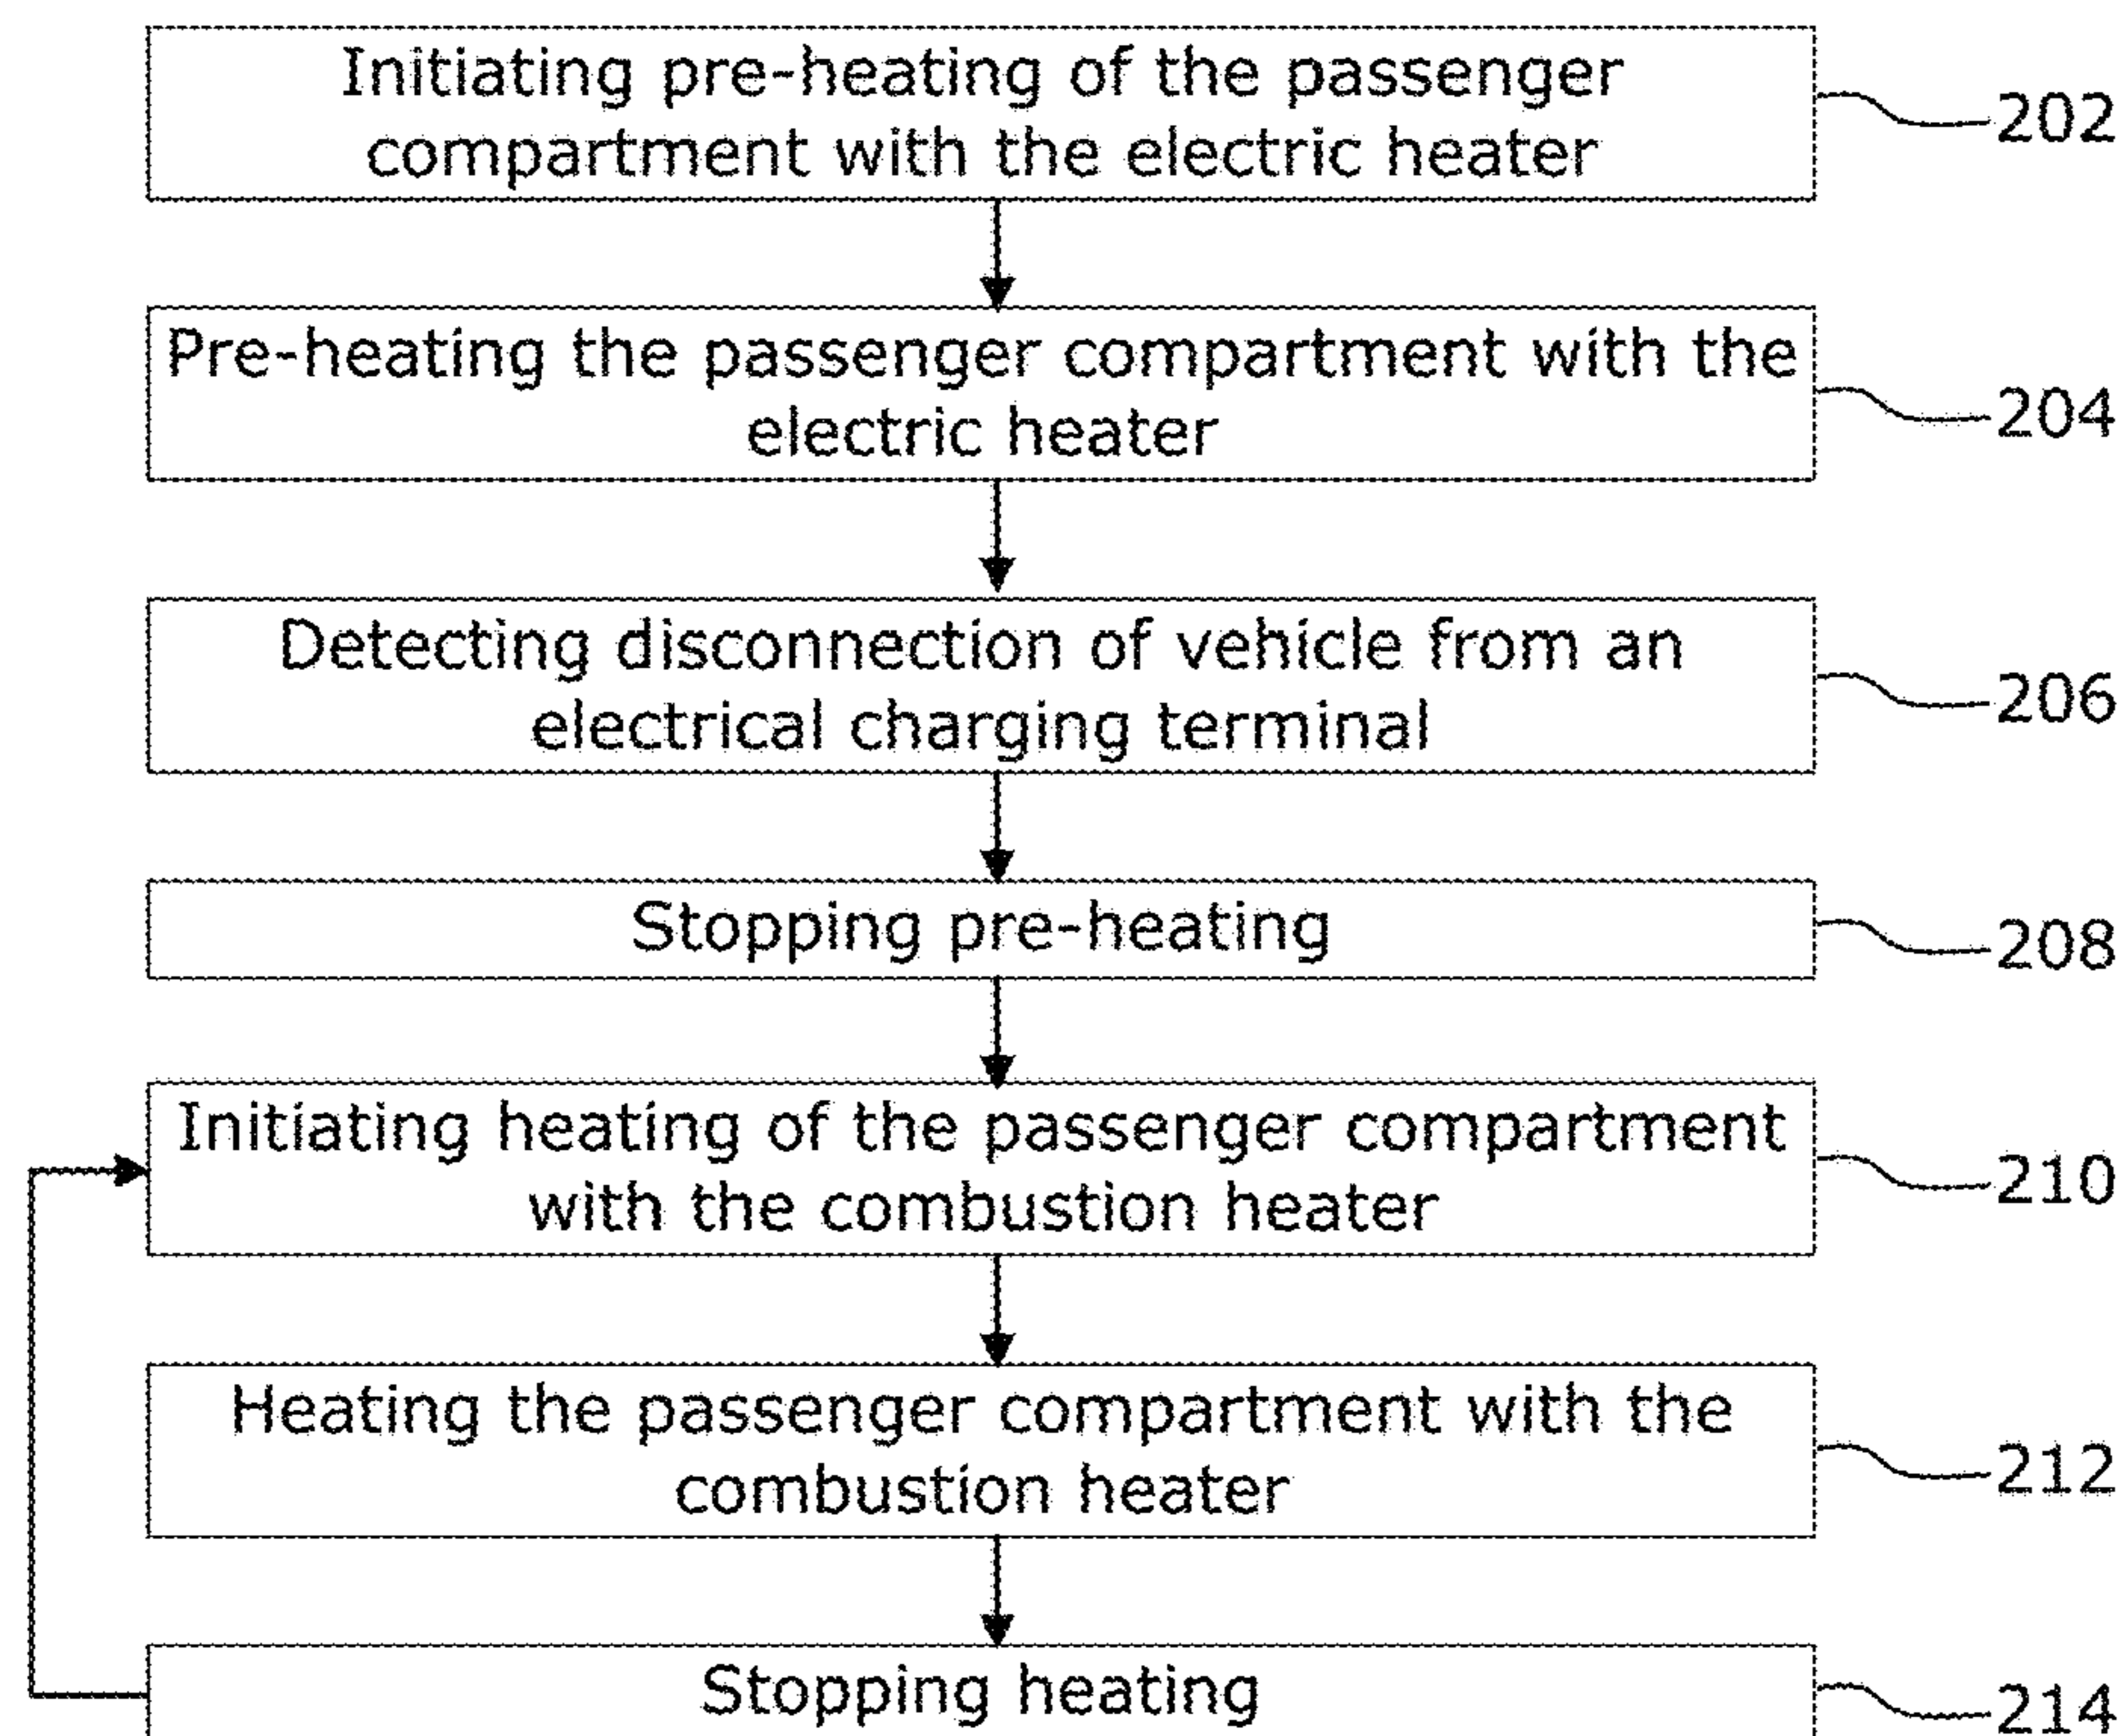 Initiating pre-heating of the passenger
compartment with the electric heater
202
Pre-heating the passenger compartment with the
electric heater
204
Detecting disconnection of vehicle from an
electrical charging terminal
206
Stopping pre-heating
208
Initiating heating of the passenger compartment
with the combustion heater
210
Heating the passenger compartment with the
combustion heater
212
Stopping heating
214